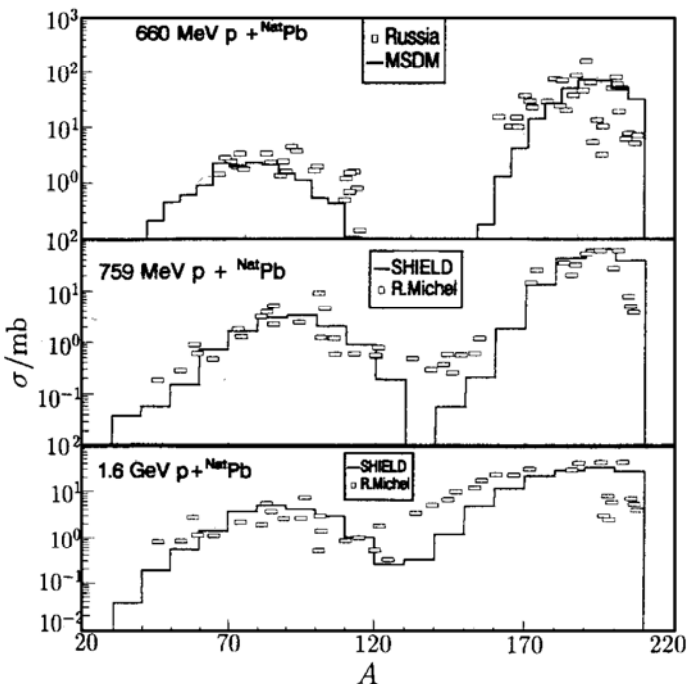 10³
660 MeV p + ᴺᵃᵗPb
□ Russia
— MSDM
10²
10¹
10⁰
10²
759 MeV p + ᴺᵃᵗPb
— SHIELD
□ R.Michel
10¹
10⁰
10⁻¹
10²
σ/mb
1.6 GeV p+ᴺᵃᵗPb
— SHIELD
□ R.Michel
10¹
10⁰
10⁻¹
10⁻²
20
70
120
170
220
A